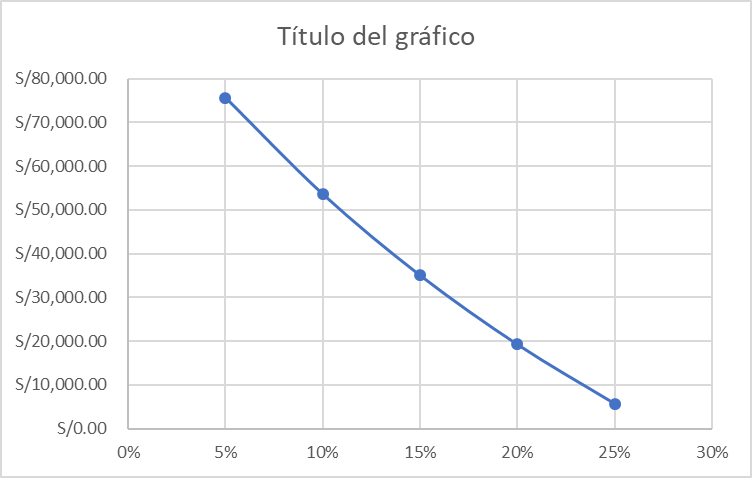 Título del gráfico
S/80,000.00
S/70,000.00
S/60,000.00
S/50,000.00
S/40,000.00
S/30,000.00
S/20,000.00
S/10,000.00
S/0.00
0% 5% 10% 15% 20% 25% 30%